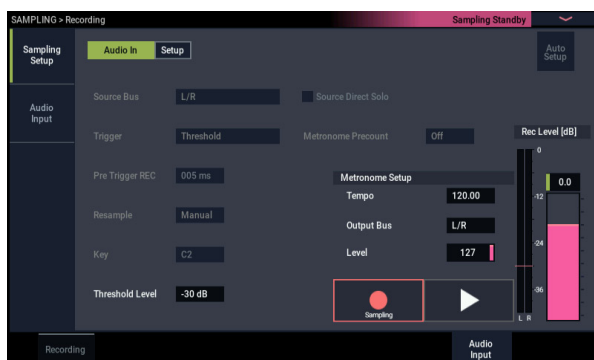 SAMPLING > Recording
Sampling Standby
Sampling
Setup
Audio In
Setup
Auto
Setup
Source Bus
L/R
Source Direct Solo
Audio
Input
Trigger
Threshold
Metronome Precount
Off
Rec Level [dB]
0
Pre Trigger REC
005 ms
Metronome Setup
0.0
Tempo
120.00
-12
Resample
Manual
Output Bus
L/R
-24
Key
C2
Level
127
-36
Threshold Level
-30 dB
Sampling
L R
Recording
Audio
Input